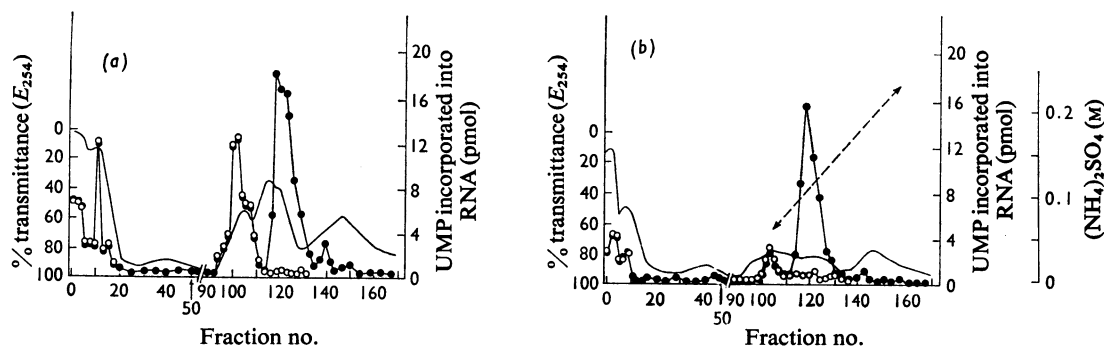 (a)
% transmittance (E254)
0
20
40
60
80
100
20
16
12
8
4
0
UMP incorporated into
RNA (pmol)
0 20 40 90 100 120 140 160
50
Fraction no.
(b)
% transmittance (E254)
0
20
40
60
80
100
20
16
12
8
4
0
UMP incorporated into
RNA (pmol)
0.2
0.1
0
(NH4)2SO4 (M)
0 20 40 90 100 120 140 160
50
Fraction no.